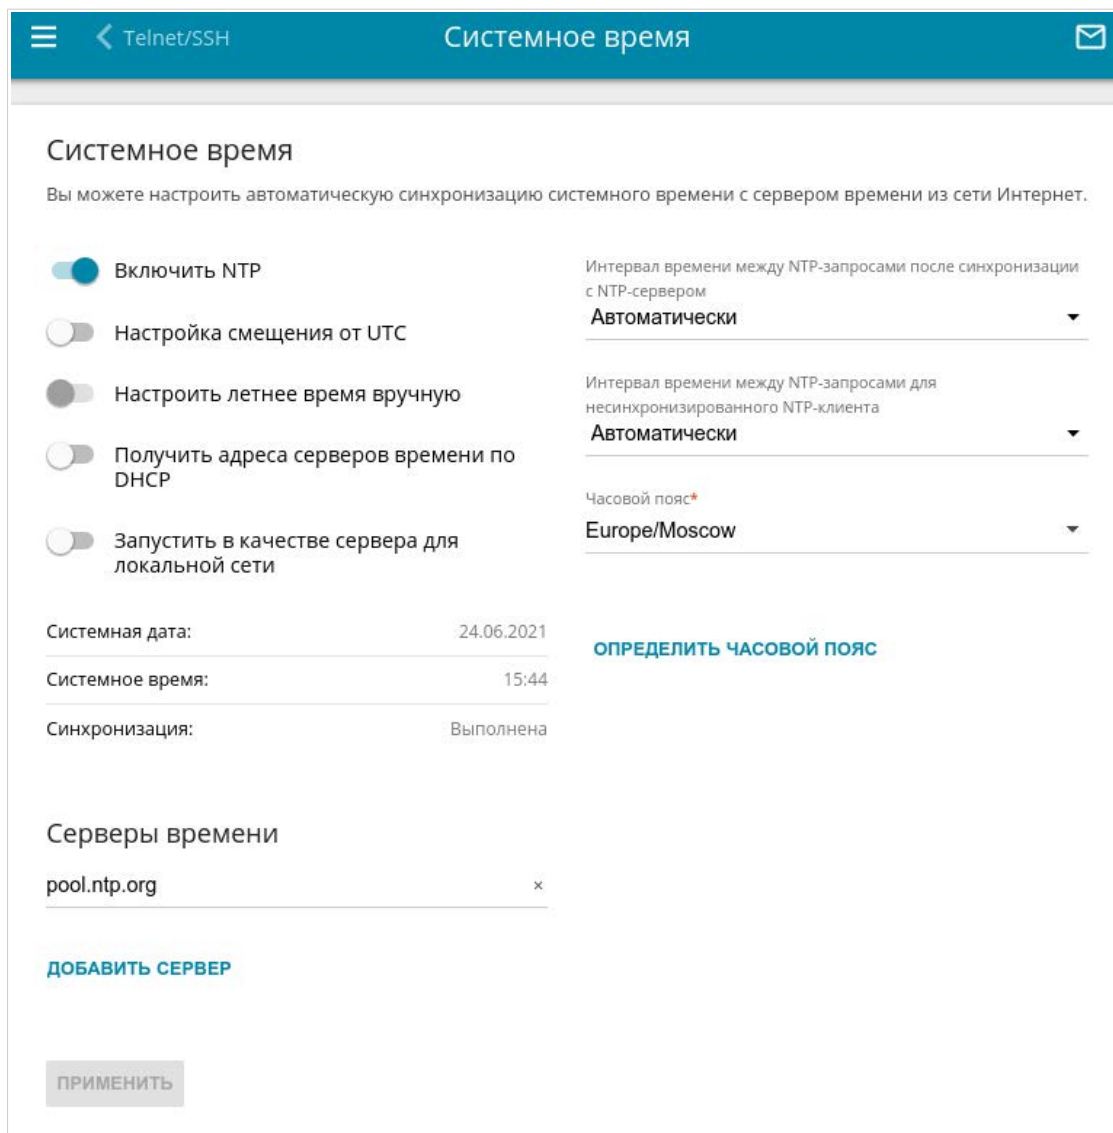 Telnet/SSH
Системное время
Системное время
Вы можете настроить автоматическую синхронизацию системного времени с сервером времени из сети Интернет.
Включить NTP
Настройка смещения от UTC
Настроить летнее время вручную
Получить адреса серверов времени по
DHCP
Запустить в качестве сервера для
локальной сети
Системная дата: 24.06.2021
Системное время: 15:44
Синхронизация: Выполнена
Интервал времени между NTP-запросами после синхронизации
с NTP-сервером
Автоматически
Интервал времени между NTP-запросами для
несинхронизированного NTP-клиента
Автоматически
Часовой пояс*
Europe/Moscow
ОПРЕДЕЛИТЬ ЧАСОВОЙ ПОЯС
Серверы времени
pool.ntp.org ×
ДОБАВИТЬ СЕРВЕР
ПРИМЕНИТЬ